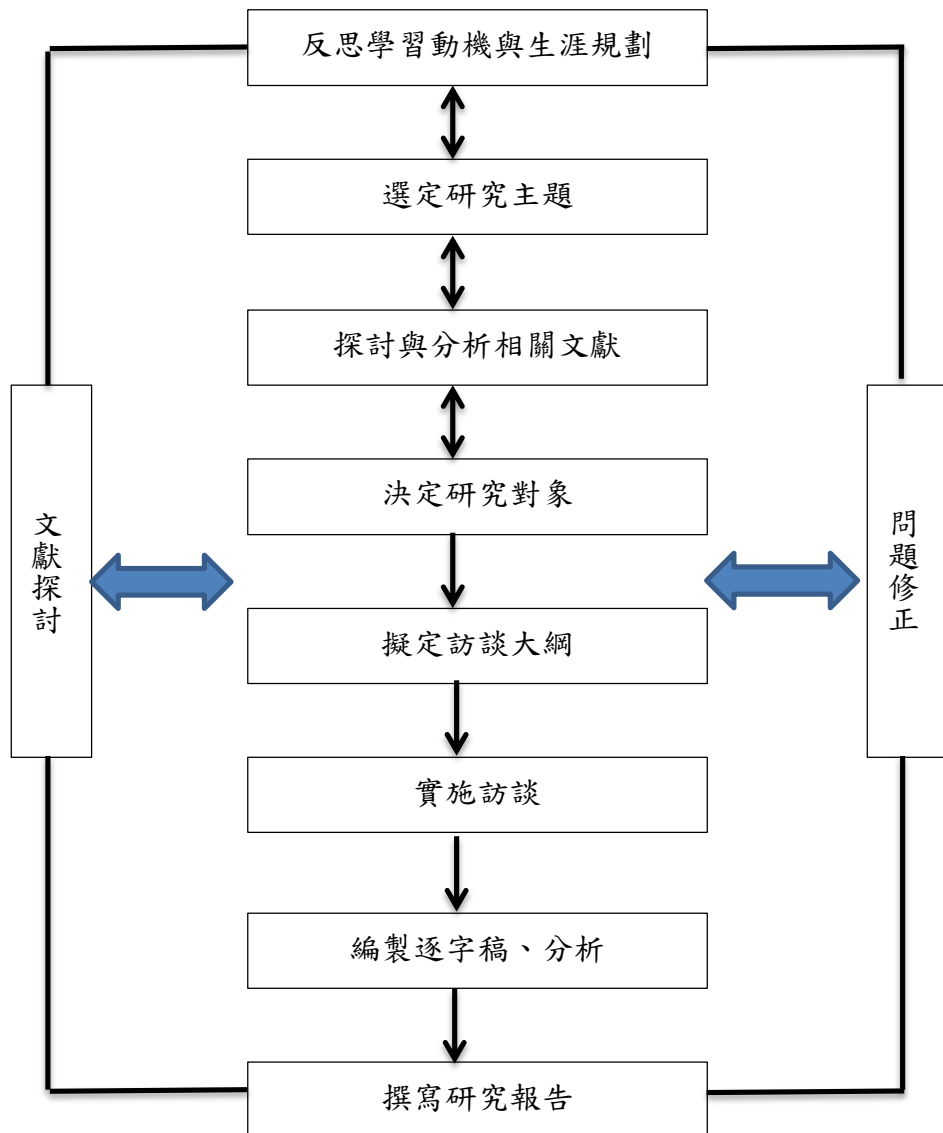 反思學習動機與生涯規劃
選定研究主題
探討與分析相關文獻
決定研究對象
文獻探討
問題修正
擬定訪談大綱
實施訪談
編製逐字稿、分析
撰寫研究報告